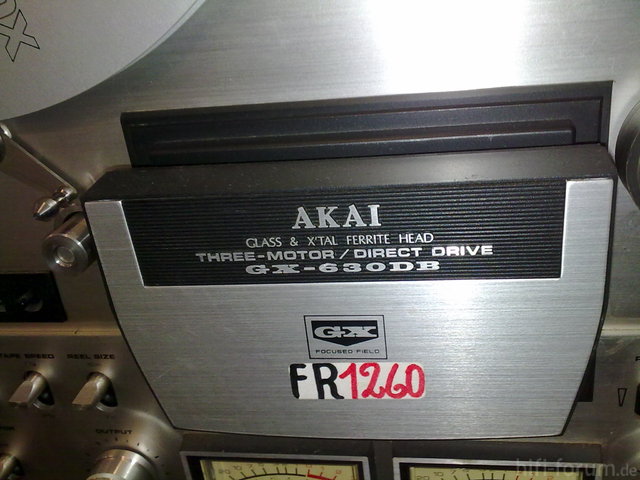 AKAI
GLASS & X'TAL FERRITE HEAD
THREE-MOTOR / DIRECT DRIVE
GX-630DB
GX
FOCUSED FIELD
FR1260
TAPE SPEED REEL SIZE
OUTPUT
hifi-forum.de